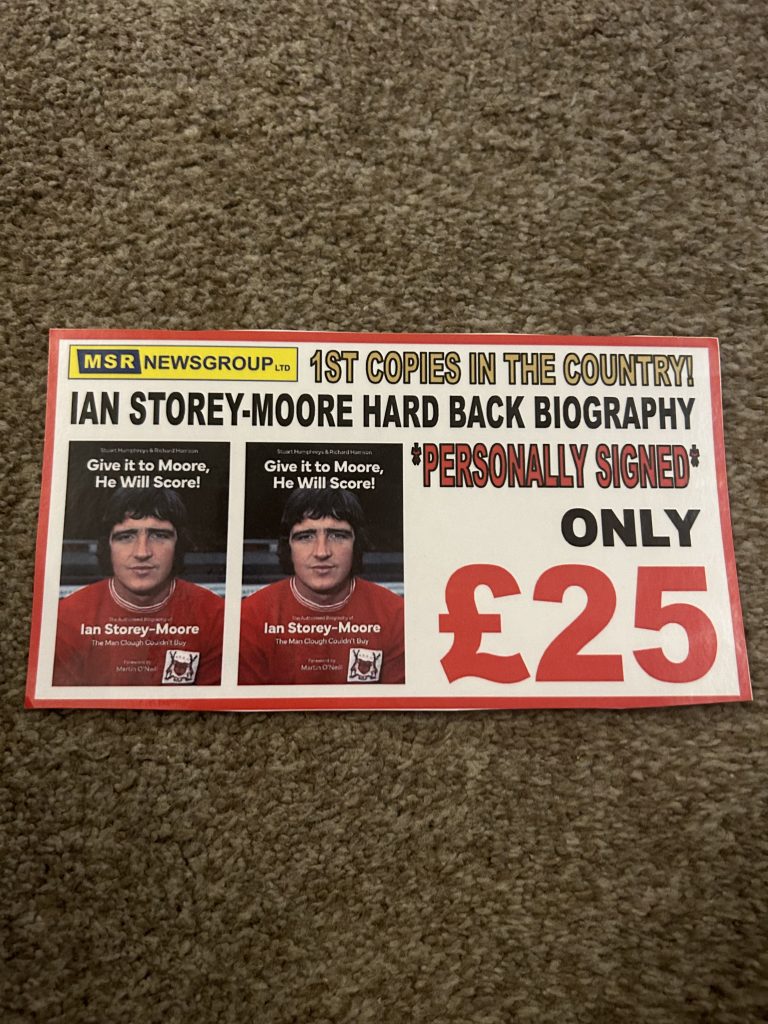 MSR NEWSGROUP LTD
1ST COPIES IN THE COUNTRY!
IAN STOREY-MOORE HARD BACK BIOGRAPHY
Stuart Humphreys & Richard Harrison
Give it to Moore,
He Will Score!
The Authorised Biography of
Ian Storey-Moore
The Man Clough Couldn't Buy
Foreword by
Martin O'Neill
Stuart Humphreys & Richard Harrison
Give it to Moore,
He Will Score!
The Authorised Biography of
Ian Storey-Moore
The Man Clough Couldn't Buy
Foreword by
Martin O'Neill
*PERSONALLY SIGNED*
ONLY
£25